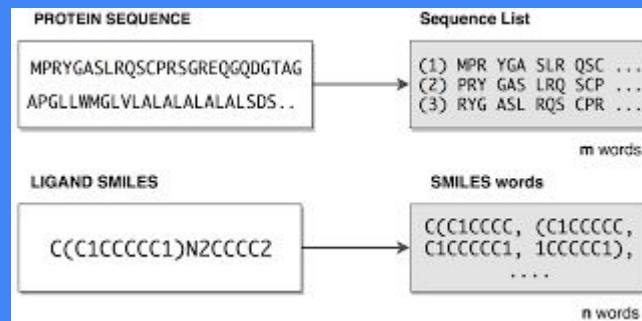 PROTEIN SEQUENCE
MPRYGASLRQSCPRSGREQGQDGTAG
APGLLWMGLVLALALALALALSDS..
Sequence List
(1) MPR YGA SLR QSC ...
(2) PRY GAS LRQ SCP ...
(3) RYG ASL RQS CPR ...
m words
LIGAND SMILES
C(C1CCCCC1)N2CCCC2
SMILES words
C(C1CCCC, (C1CCCCC,
C1CCCCC1, 1CCCCC1),
....
n words